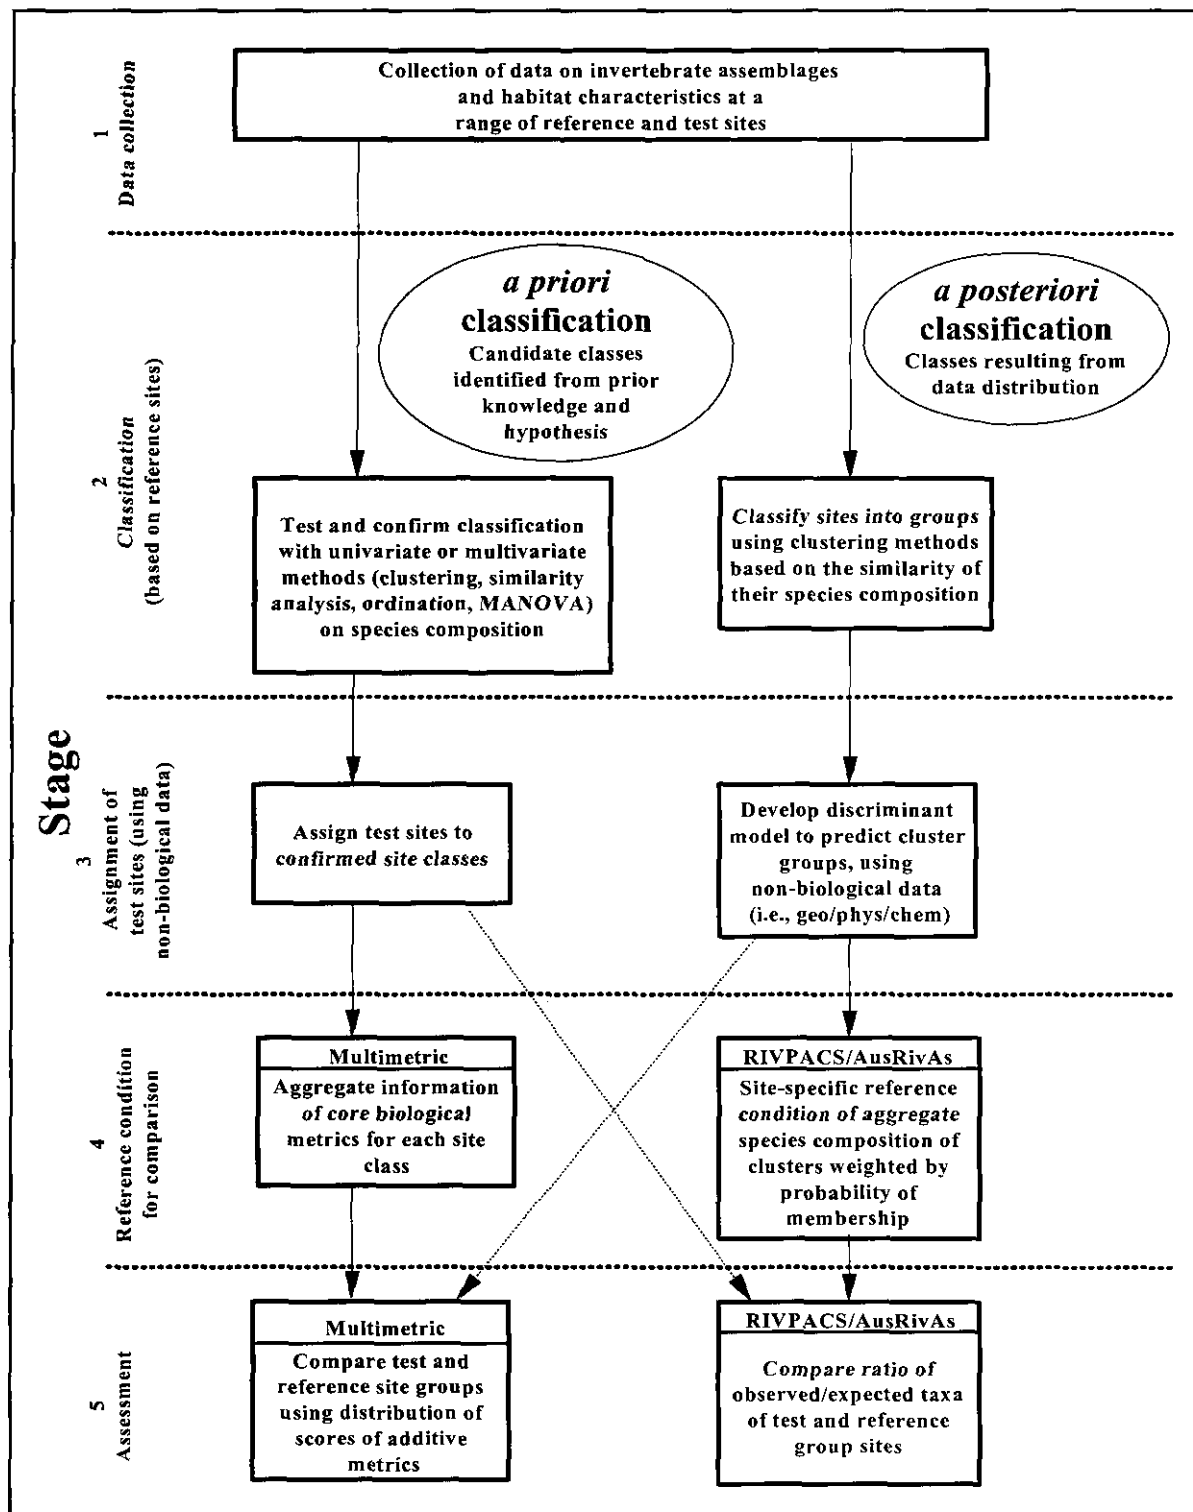 Collection of data on invertebrate assemblages
and habitat characteristics at a
range of reference and test sites
1
Data collection
a priori
classification
Candidate classes
identified from prior
knowledge and
hypothesis
a posteriori
classification
Classes resulting from
data distribution
2
Classification
(based on reference sites)
Test and confirm classification
with univariate or multivariate
methods (clustering, similarity
analysis, ordination, MANOVA)
on species composition
Classify sites into groups
using clustering methods
based on the similarity of
their species composition
Stage
3
Assignment of
test sites (using
non-biological data)
Assign test sites to
confirmed site classes
Develop discriminant
model to predict cluster
groups, using
non-biological data
(i.e., geo/phys/chem)
4
Reference condition
for comparison
Multimetric
Aggregate information
of core biological
metrics for each site
class
RIVPACS/AusRivAs
Site-specific reference
condition of aggregate
species composition of
clusters weighted by
probability of
membership
5
Assessment
Multimetric
Compare test and
reference site groups
using distribution of
scores of additive
metrics
RIVPACS/AusRivAs
Compare ratio of
observed/expected taxa
of test and reference
group sites